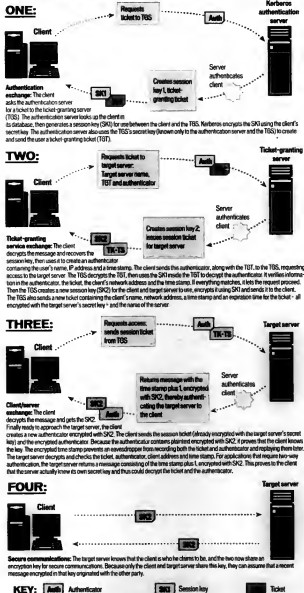 ONE:
Requests ticket to TGS
Auth
Kerberos authentication server
Client
Server authenticates client
Authentication exchange: The client
SK1
Creates session key 1, ticket-granting ticket
asks the authentication server
for a ticket to the ticket-granting server
(TGS). The authentication server looks up the client in
its database, then generates a session key (SK1) for use between the client and the TGS. Kerberos encrypts the SK1 using the client's
secret key. The authentication server also uses the TGS's secret key (known only to the authentication server and the TGS) to create
and send the user a ticket-granting ticket (TGT).
TWO:
Requests ticket to target server: Target server name, TGT and authenticator
Auth
Ticket-granting server
Client
Server authenticates client
Ticket-granting
service exchange: The client
decrypts the message and recovers the
session key, then uses it to create an authenticator
SK2
TK-TS
Creates session key 2; issues session ticket for target server
containing the user's name, IP address and a time stamp. The client sends this authenticator, along with the TGT, to the TGS, requesting
access to the target server. The TGS decrypts the TGT, then uses the SK1 inside the TGT to decrypt the authenticator. It verifies informa-
tion in the authenticator, the ticket, the client's network address and the time stamp. If everything matches, it lets the request proceed.
Then the TGS creates a new session key (SK2) for the client and target server to use, encrypts it using SK1 and sends it to the client.
The TGS also sends a new ticket containing the client's name, network address, a time stamp and an expiration time for the ticket - all
encrypted with the target server's secret key - and the name of the server
THREE:
Requests access: sends session ticket from TGS
Auth
TK-TS
Target server
Client
Server authenticates client
Returns message with the time stamp plus 1, encrypted with SK2, thereby authenti-cating the target server to the client
SK2
Auth
Client/server
exchange: The client
decrypts the message and gets the SK2.
Finally ready to approach the target server, the client
creates a new authenticator encrypted with SK2. The client sends the session ticket (already encrypted with the target server's secret
key) and the encrypted authenticator. Because the authenticator contains plaintext encrypted with SK2, it proves that the client knows
the key. The encrypted time stamp prevents an eavesdropper from recording both the ticket and authenticator and replaying them later.
The target server decrypts and checks the ticket, authenticator, client address and time stamp. For applications that require two-way
authentication, the target server returns a message consisting of the time stamp plus 1, encrypted with SK2. This proves to the client
that the server actually knew its own secret key and thus could decrypt the ticket and the authenticator.
FOUR:
Target server
Client
SK2
SK2
Secure communications: The target server knows that the client is who he claims to be, and the two now share an
encryption key for secure communications. Because only the client and target server share this key, they can assume that a recent
message encrypted in that key originated with the other party.
KEY:
Auth
Authenticator
SK1
Session key
Ticket